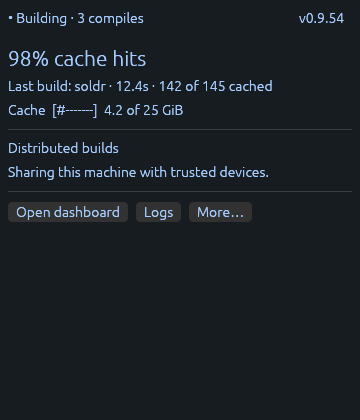 • Building · 3 compiles v0.9.54
98% cache hits
Last build: soldr · 12.4s · 142 of 145 cached
Cache [#-------] 4.2 of 25 GiB
Distributed builds
Sharing this machine with trusted devices.
Open dashboard Logs More...